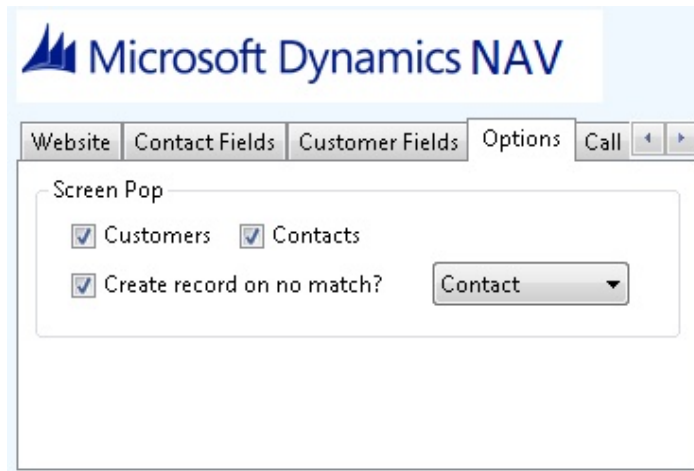 Microsoft Dynamics NAV
Website Contact Fields Customer Fields Options Call
Screen Pop
Customers Contacts
Create record on no match? Contact